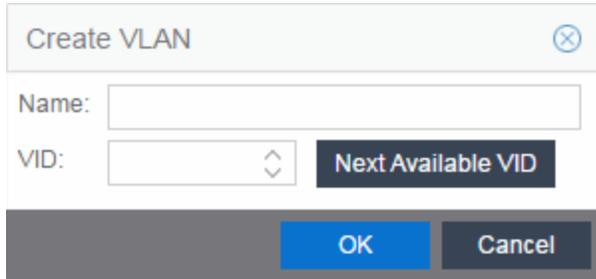 Create VLAN
Name:
VID:
Next Available VID
OK
Cancel